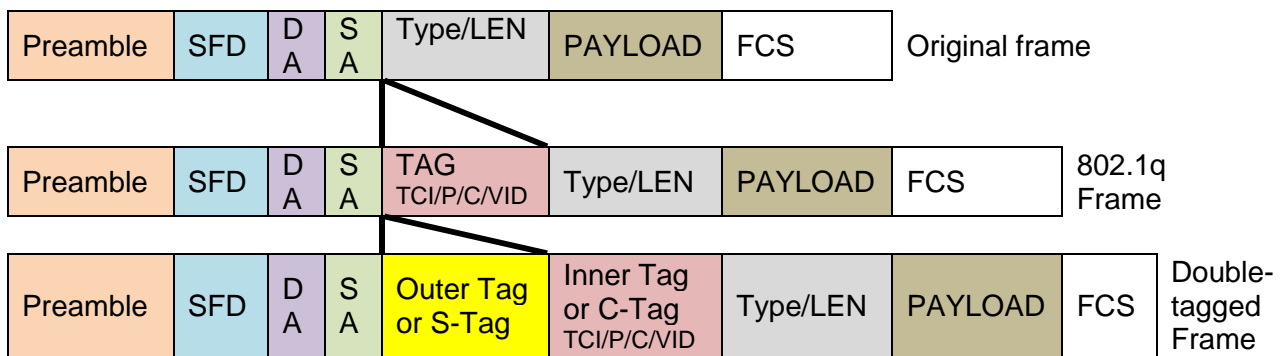 Preamble SFD D A S A Type/LEN PAYLOAD FCS Original frame
Preamble SFD D A S A TAG TCI/P/C/VID Type/LEN PAYLOAD FCS 802.1q Frame
Preamble SFD D A S A Outer Tag or S-Tag Inner Tag or C-Tag TCI/P/C/VID Type/LEN PAYLOAD FCS Double-tagged Frame